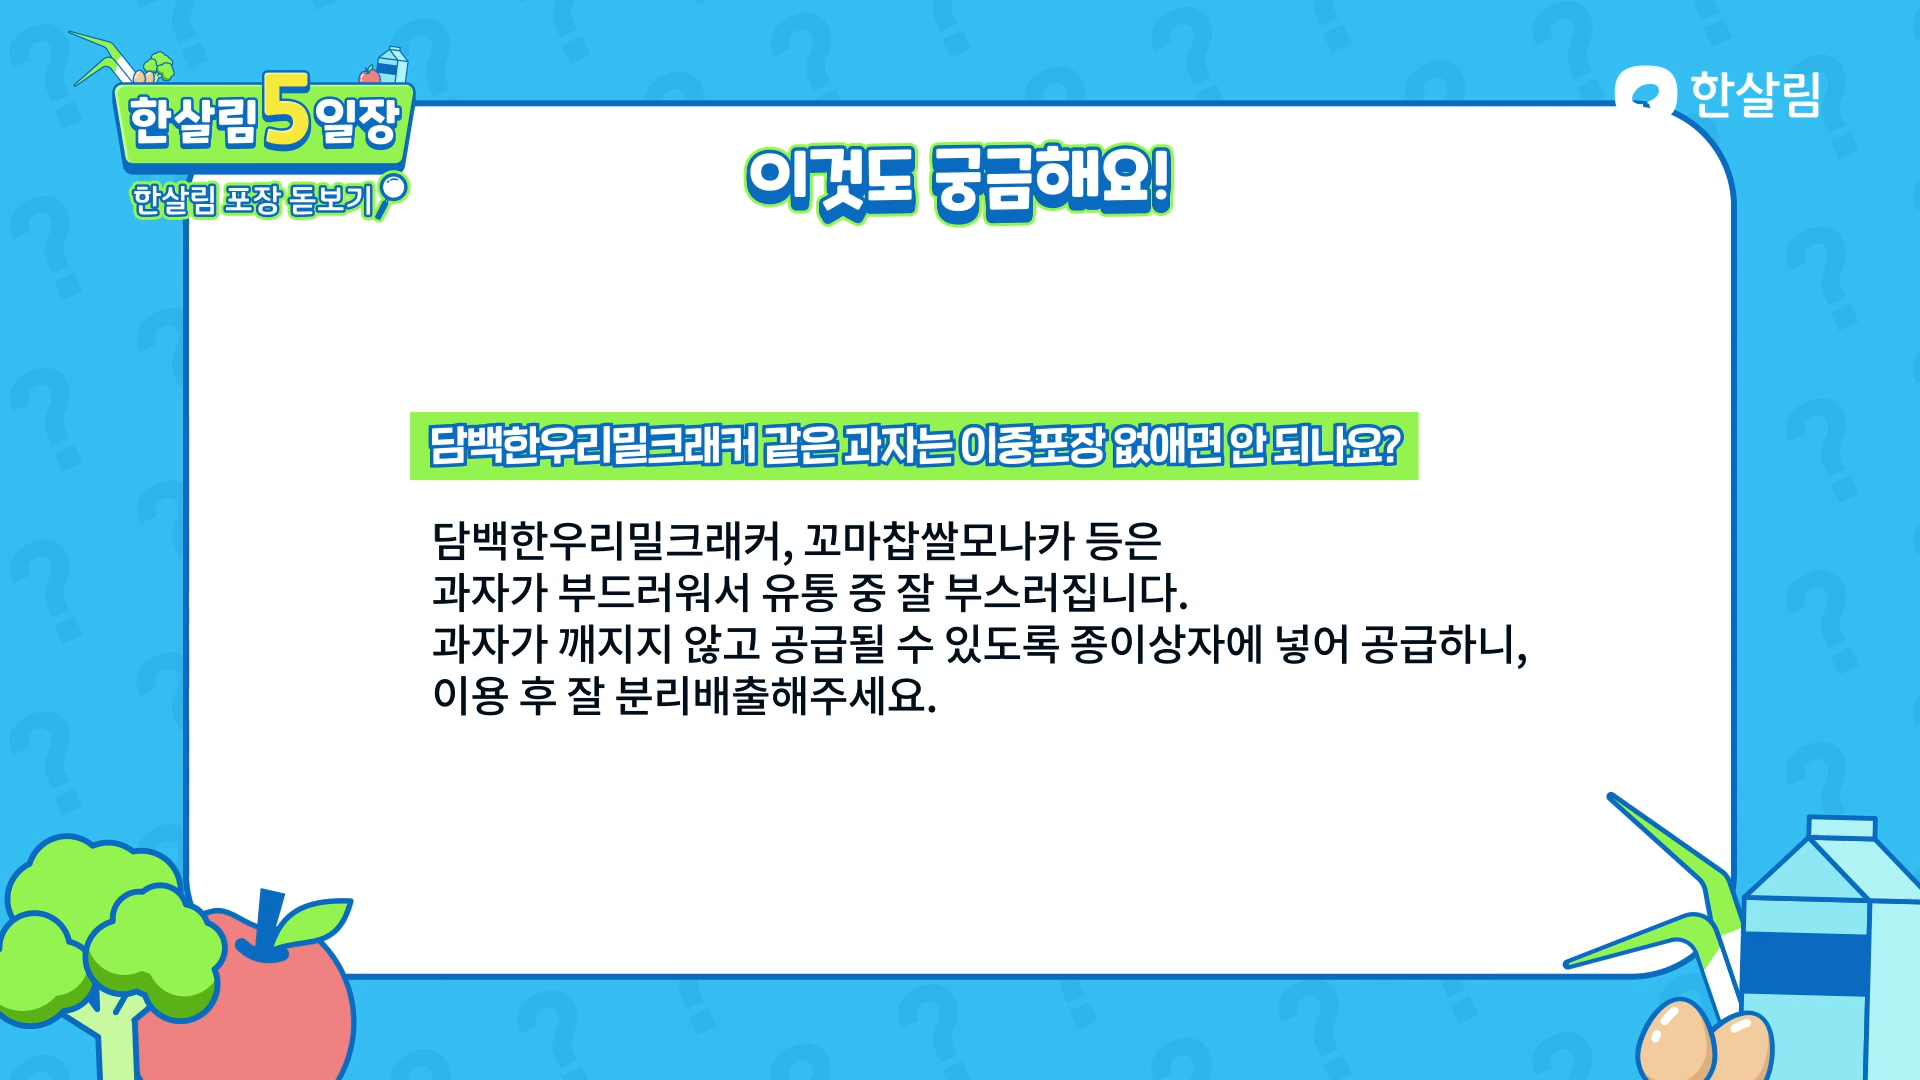 한살림5일장
한살림 포장 돋보기
한살림
이것도 궁금해요!
담백한우리밀크래커 같은 과자는 이중포장 없애면 안 되나요?
담백한우리밀크래커, 꼬마찹쌀모나카 등은
과자가 부드러워서 유통 중 잘 부스러집니다.
과자가 깨지지 않고 공급될 수 있도록 종이상자에 넣어 공급하니,
이용 후 잘 분리배출해주세요.